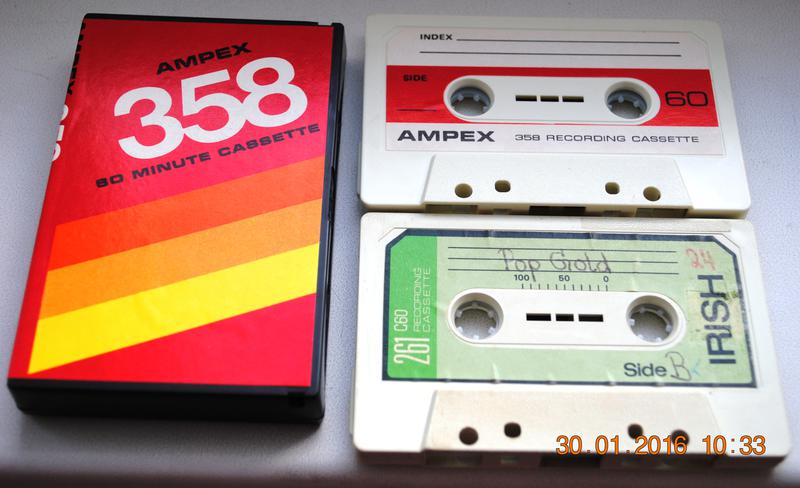 AMPEX
358
60 MINUTE CASSETTE
INDEX
SIDE
60
AMPEX 358 RECORDING CASSETTE
Pop Gold
24
100 50 0
261 C60
RECORDING
CASSETTE
IRISH
Side B
30.01.2016 10:33